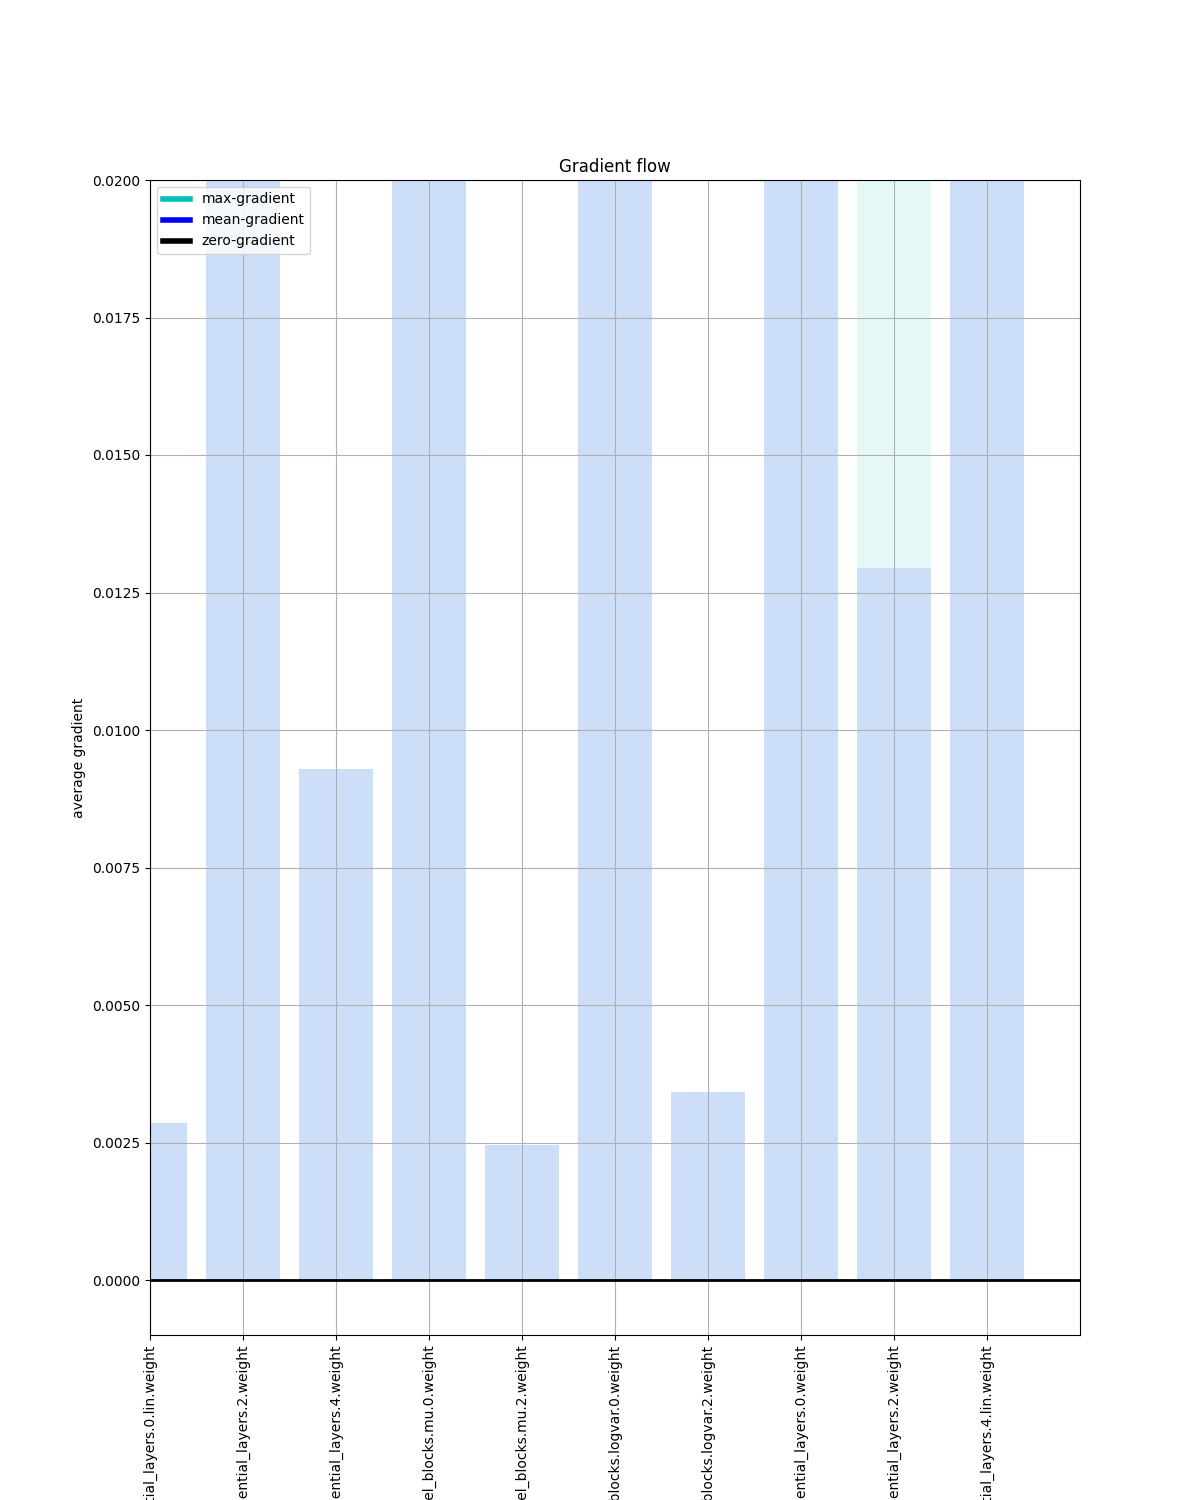 Gradient flow
max-gradient
mean-gradient
zero-gradient
0.0200
0.0175
0.0150
0.0125
0.0100
0.0075
0.0050
0.0025
0.0000
average gradient
tial_layers.0.lin.weight
ential_layers.2.weight
ential_layers.4.weight
el_blocks.mu.0.weight
el_blocks.mu.2.weight
blocks.logvar.0.weight
blocks.logvar.2.weight
ential_layers.0.weight
ential_layers.2.weight
tial_layers.4.lin.weight